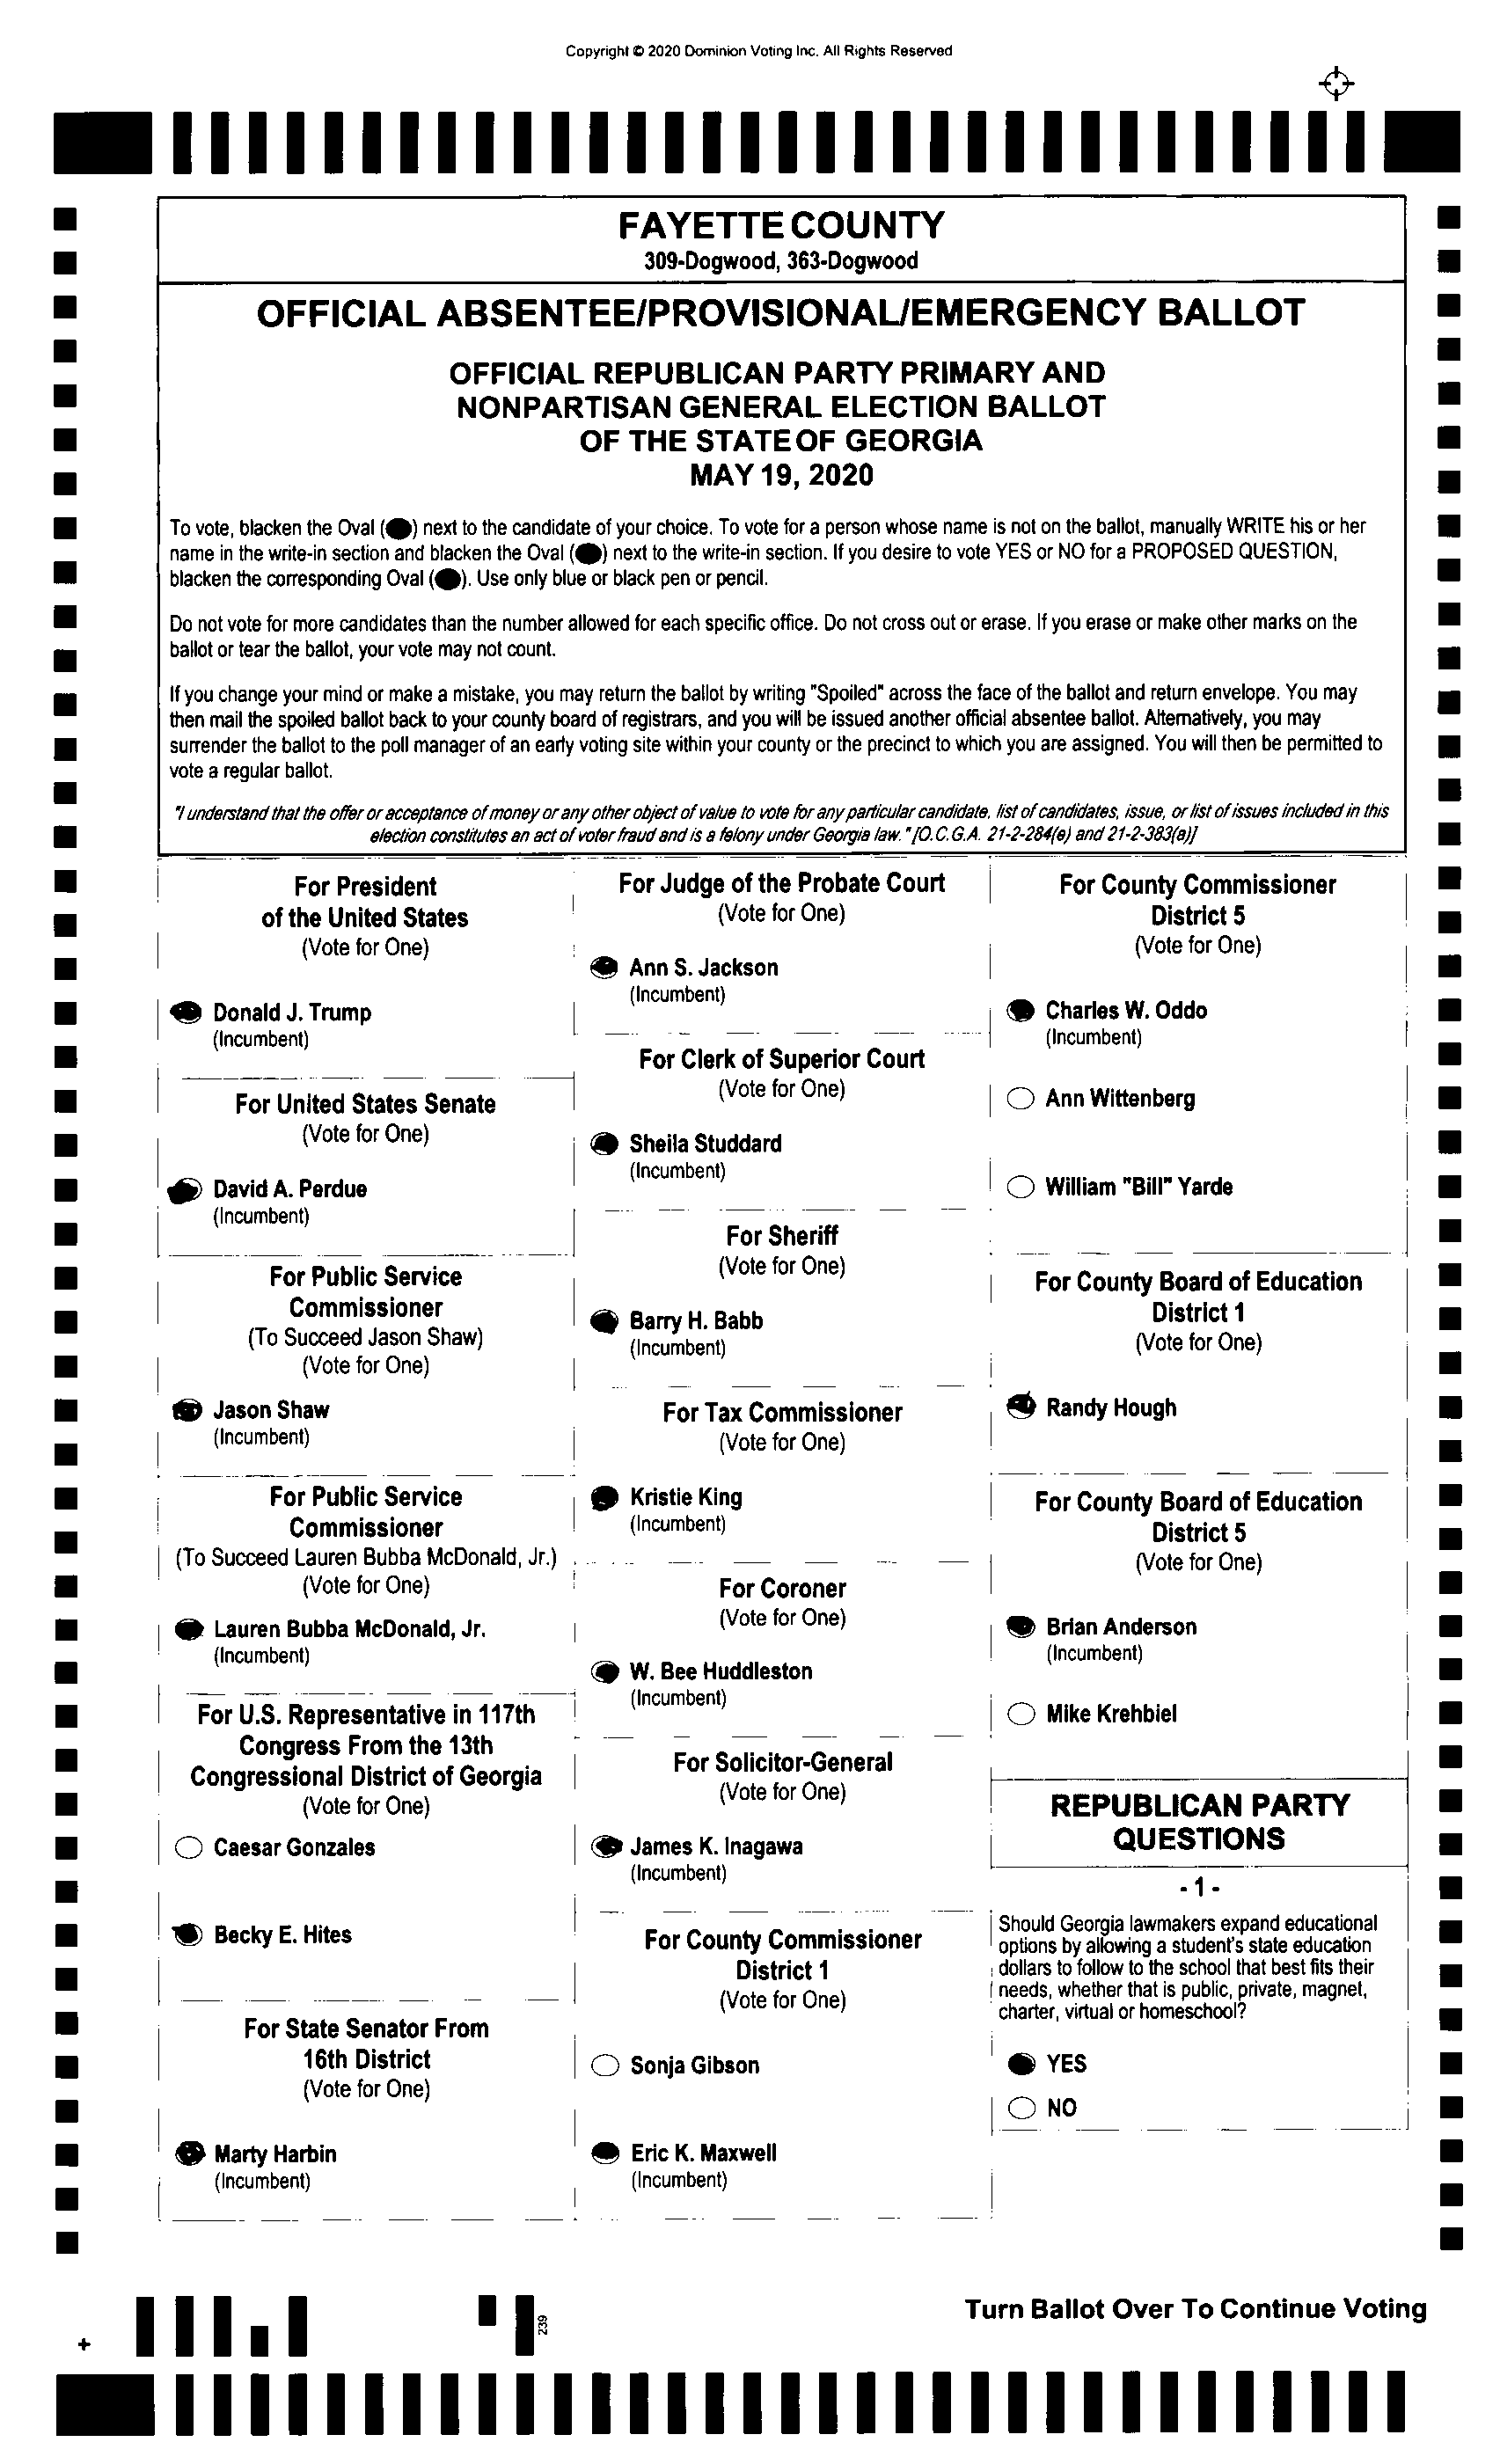 Copyright © 2020 Dominion Voting Inc. All Rights Reserved
FAYETTE COUNTY
309-Dogwood, 363-Dogwood
OFFICIAL ABSENTEE/PROVISIONAL/EMERGENCY BALLOT
OFFICIAL REPUBLICAN PARTY PRIMARY AND
NONPARTISAN GENERAL ELECTION BALLOT
OF THE STATE OF GEORGIA
MAY 19, 2020
To vote, blacken the Oval () next to the candidate of your choice. To vote for a person whose name is not on the ballot, manually WRITE his or her
name in the write-in section and blacken the Oval () next to the write-in section. If you desire to vote YES or NO for a PROPOSED QUESTION,
blacken the corresponding Oval (). Use only blue or black pen or pencil.
Do not vote for more candidates than the number allowed for each specific office. Do not cross out or erase. If you erase or make other marks on the
ballot or tear the ballot, your vote may not count.
If you change your mind or make a mistake, you may return the ballot by writing "Spoiled" across the face of the ballot and return envelope. You may
then mail the spoiled ballot back to your county board of registrars, and you will be issued another official absentee ballot. Alternatively, you may
surrender the ballot to the poll manager of an early voting site within your county or the precinct to which you are assigned. You will then be permitted to
vote a regular ballot.
"I understand that the offer or acceptance of money or any other object of value to vote for any particular candidate, list of candidates, issue, or list of issues included in this
election constitutes an act of voter fraud and is a felony under Georgia law." [O.C.G.A. 21-2-284(e) and 21-2-383(a)]
For President
of the United States
(Vote for One)
Donald J. Trump
(Incumbent)
For United States Senate
(Vote for One)
David A. Perdue
(Incumbent)
For Public Service
Commissioner
(To Succeed Jason Shaw)
(Vote for One)
Jason Shaw
(Incumbent)
For Public Service
Commissioner
(To Succeed Lauren Bubba McDonald, Jr.)
(Vote for One)
Lauren Bubba McDonald, Jr.
(Incumbent)
For U.S. Representative in 117th
Congress From the 13th
Congressional District of Georgia
(Vote for One)
Caesar Gonzales
Becky E. Hites
For State Senator From
16th District
(Vote for One)
Marty Harbin
(Incumbent)
For Judge of the Probate Court
(Vote for One)
Ann S. Jackson
(Incumbent)
For Clerk of Superior Court
(Vote for One)
Sheila Studdard
(Incumbent)
For Sheriff
(Vote for One)
Barry H. Babb
(Incumbent)
For Tax Commissioner
(Vote for One)
Kristie King
(Incumbent)
For Coroner
(Vote for One)
W. Bee Huddleston
(Incumbent)
For Solicitor-General
(Vote for One)
James K. Inagawa
(Incumbent)
For County Commissioner
District 1
(Vote for One)
Sonja Gibson
Eric K. Maxwell
(Incumbent)
For County Commissioner
District 5
(Vote for One)
Charles W. Oddo
(Incumbent)
Ann Wittenberg
William "Bill" Yarde
For County Board of Education
District 1
(Vote for One)
Randy Hough
For County Board of Education
District 5
(Vote for One)
Brian Anderson
(Incumbent)
Mike Krehbiel
REPUBLICAN PARTY
QUESTIONS
- 1 -
Should Georgia lawmakers expand educational
options by allowing a student's state education
dollars to follow to the school that best fits their
needs, whether that is public, private, magnet,
charter, virtual or homeschool?
YES
NO
Turn Ballot Over To Continue Voting
239